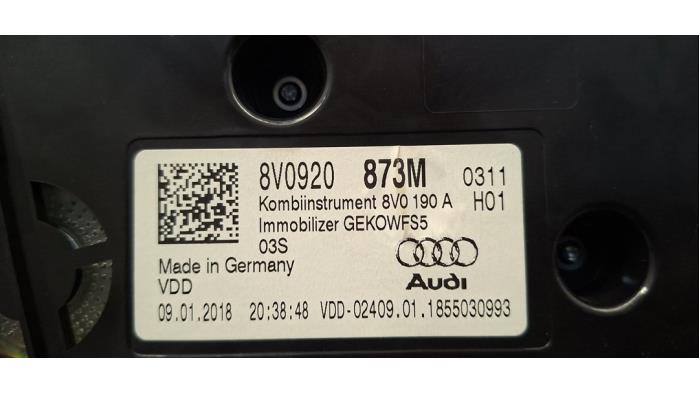 8V0920 873M 0311
Kombiinstrument 8V0 190 A H01
Immobilizer GEKOWFS5
03S
Audi
Made in Germany
VDD
09.01.2018 20:38:48 VDD-02409.01.1855030993